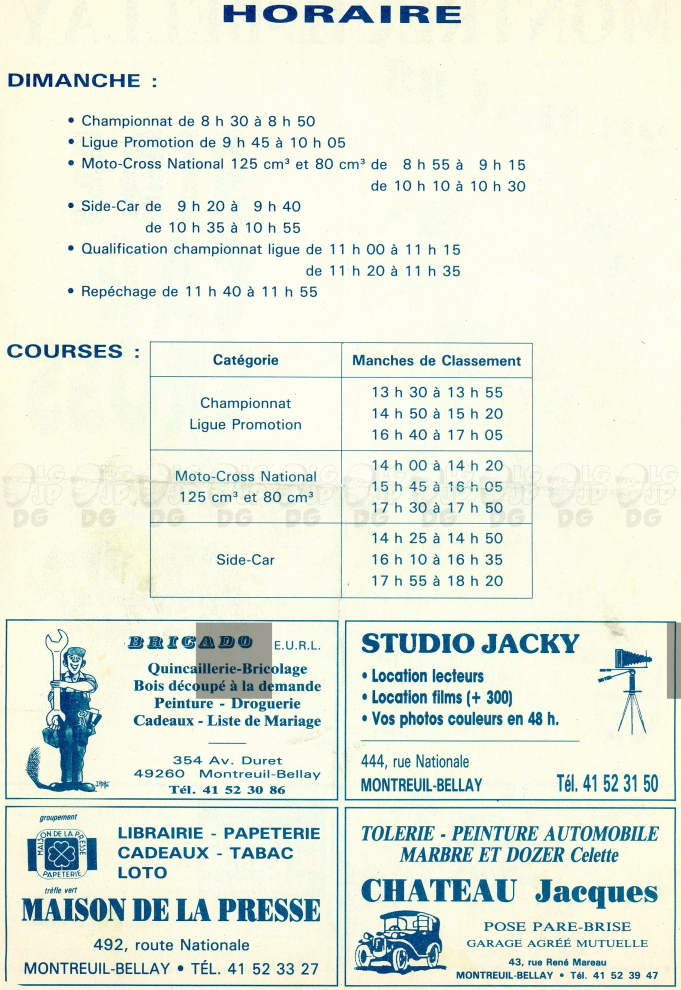 HORAIRE
DIMANCHE :
• Championnat de 8 h 30 à 8 h 50
• Ligue Promotion de 9 h 45 à 10 h 05
• Moto-Cross National 125 cm³ et 80 cm³ de 8 h 55 à 9 h 15
de 10 h 10 à 10 h 30
• Side-Car de 9 h 20 à 9 h 40
de 10 h 35 à 10 h 55
• Qualification championnat ligue de 11 h 00 à 11 h 15
de 11 h 20 à 11 h 35
• Repéchage de 11 h 40 à 11 h 55
COURSES :
Catégorie
Manches de Classement
Championnat
Ligue Promotion
13 h 30 à 13 h 55
14 h 50 à 15 h 20
16 h 40 à 17 h 05
Moto-Cross National
125 cm³ et 80 cm³
14 h 00 à 14 h 20
15 h 45 à 16 h 05
17 h 30 à 17 h 50
Side-Car
14 h 25 à 14 h 50
16 h 10 à 16 h 35
17 h 55 à 18 h 20
LG JP DG
BRICADO E.U.R.L.
Quincaillerie-Bricolage
Bois découpé à la demande
Peinture - Droguerie
Cadeaux - Liste de Mariage
354 Av. Duret
49260 Montreuil-Bellay
Tél. 41 52 30 86
STUDIO JACKY
• Location lecteurs
• Location films (+ 300)
• Vos photos couleurs en 48 h.
444, rue Nationale
MONTREUIL-BELLAY Tél. 41 52 31 50
groupement
MAISON DE LA PRESSE
PAPETERIE
trèfle vert
LIBRAIRIE - PAPETERIE
CADEAUX - TABAC
LOTO
MAISON DE LA PRESSE
492, route Nationale
MONTREUIL-BELLAY • TÉL. 41 52 33 27
TOLERIE - PEINTURE AUTOMOBILE
MARBRE ET DOZER Celette
CHATEAU Jacques
POSE PARE-BRISE
GARAGE AGRÉÉ MUTUELLE
43, rue René Mareau
MONTREUIL-BELLAY • Tél. 41 52 39 47